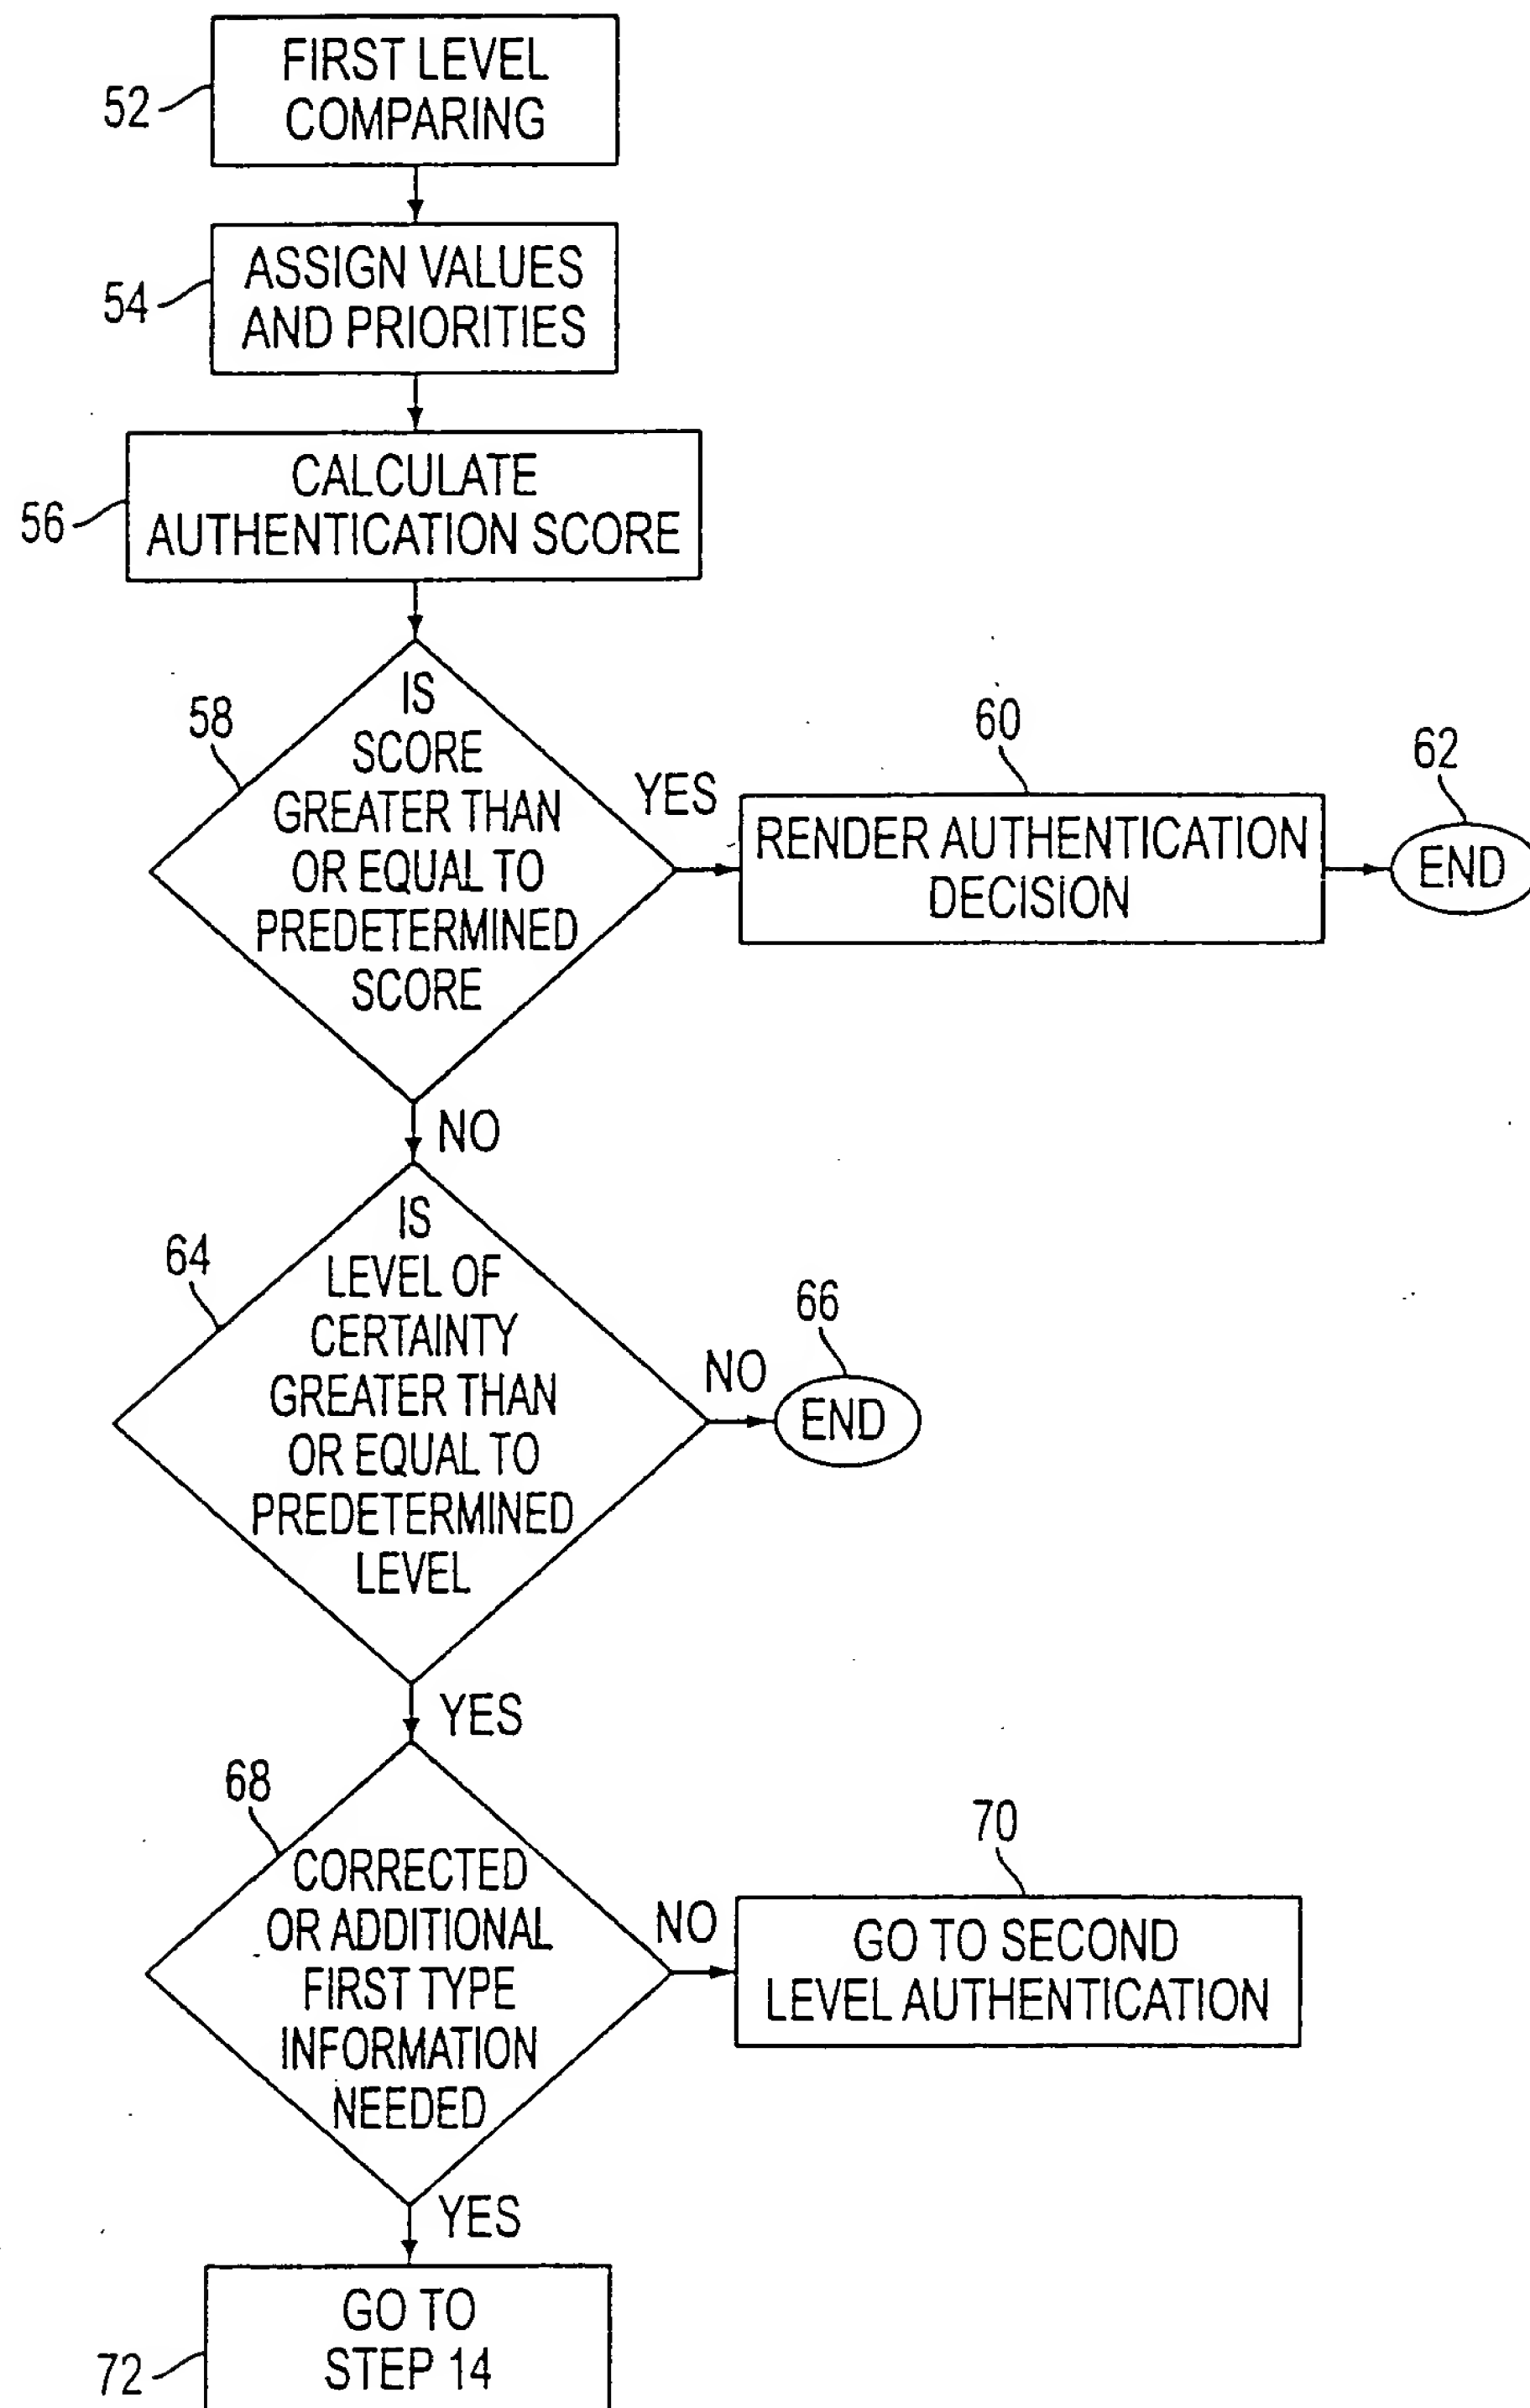 FIRST LEVEL
COMPARING
52
ASSIGN VALUES
AND PRIORITIES
54
CALCULATE
AUTHENTICATION SCORE
56
IS
SCORE
GREATER THAN
OR EQUAL TO
PREDETERMINED
SCORE
58
YES
60
RENDER AUTHENTICATION
DECISION
62
END
NO
IS
LEVEL OF
CERTAINTY
GREATER THAN
OR EQUAL TO
PREDETERMINED
LEVEL
64
NO
66
END
YES
68
CORRECTED
OR ADDITIONAL
FIRST TYPE
INFORMATION
NEEDED
NO
70
GO TO SECOND
LEVEL AUTHENTICATION
YES
GO TO
STEP 14
72